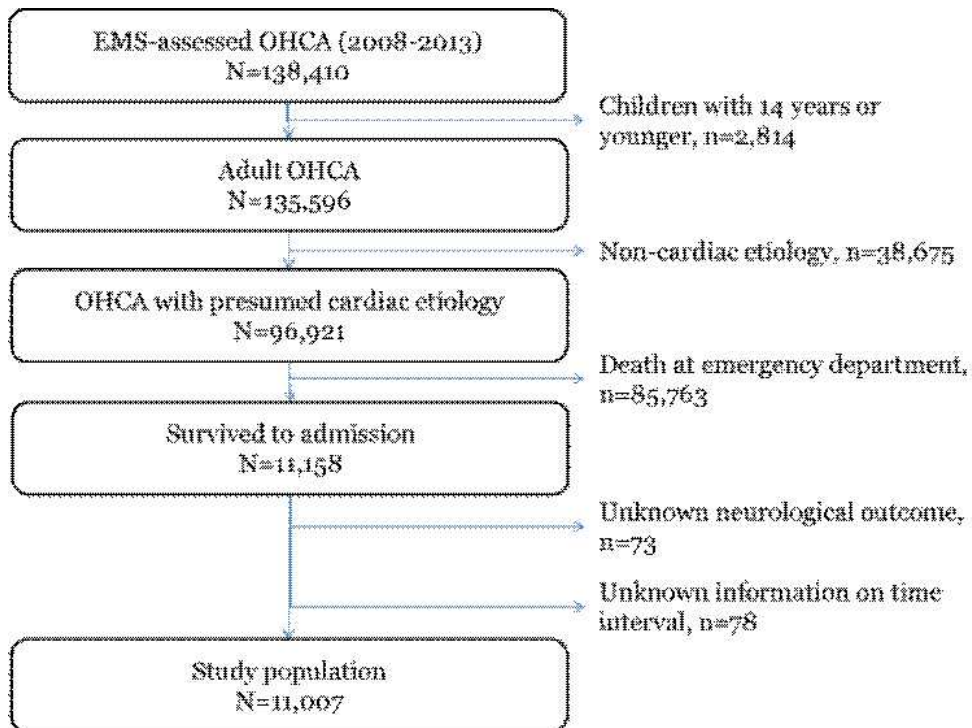 EMS-assessed OHCA (2008-2013)
N=138,410
Children with 14 years or
younger, n=2,814
Adult OHCA
N=135,596
Non-cardiac etiology, n=38,675
OHCA with presumed cardiac etiology
N=96,921
Death at emergency department,
n=85,763
Survived to admission
N=11,158
Unknown neurological outcome,
n=73
Unknown information on time
interval, n=78
Study population
N=11,007